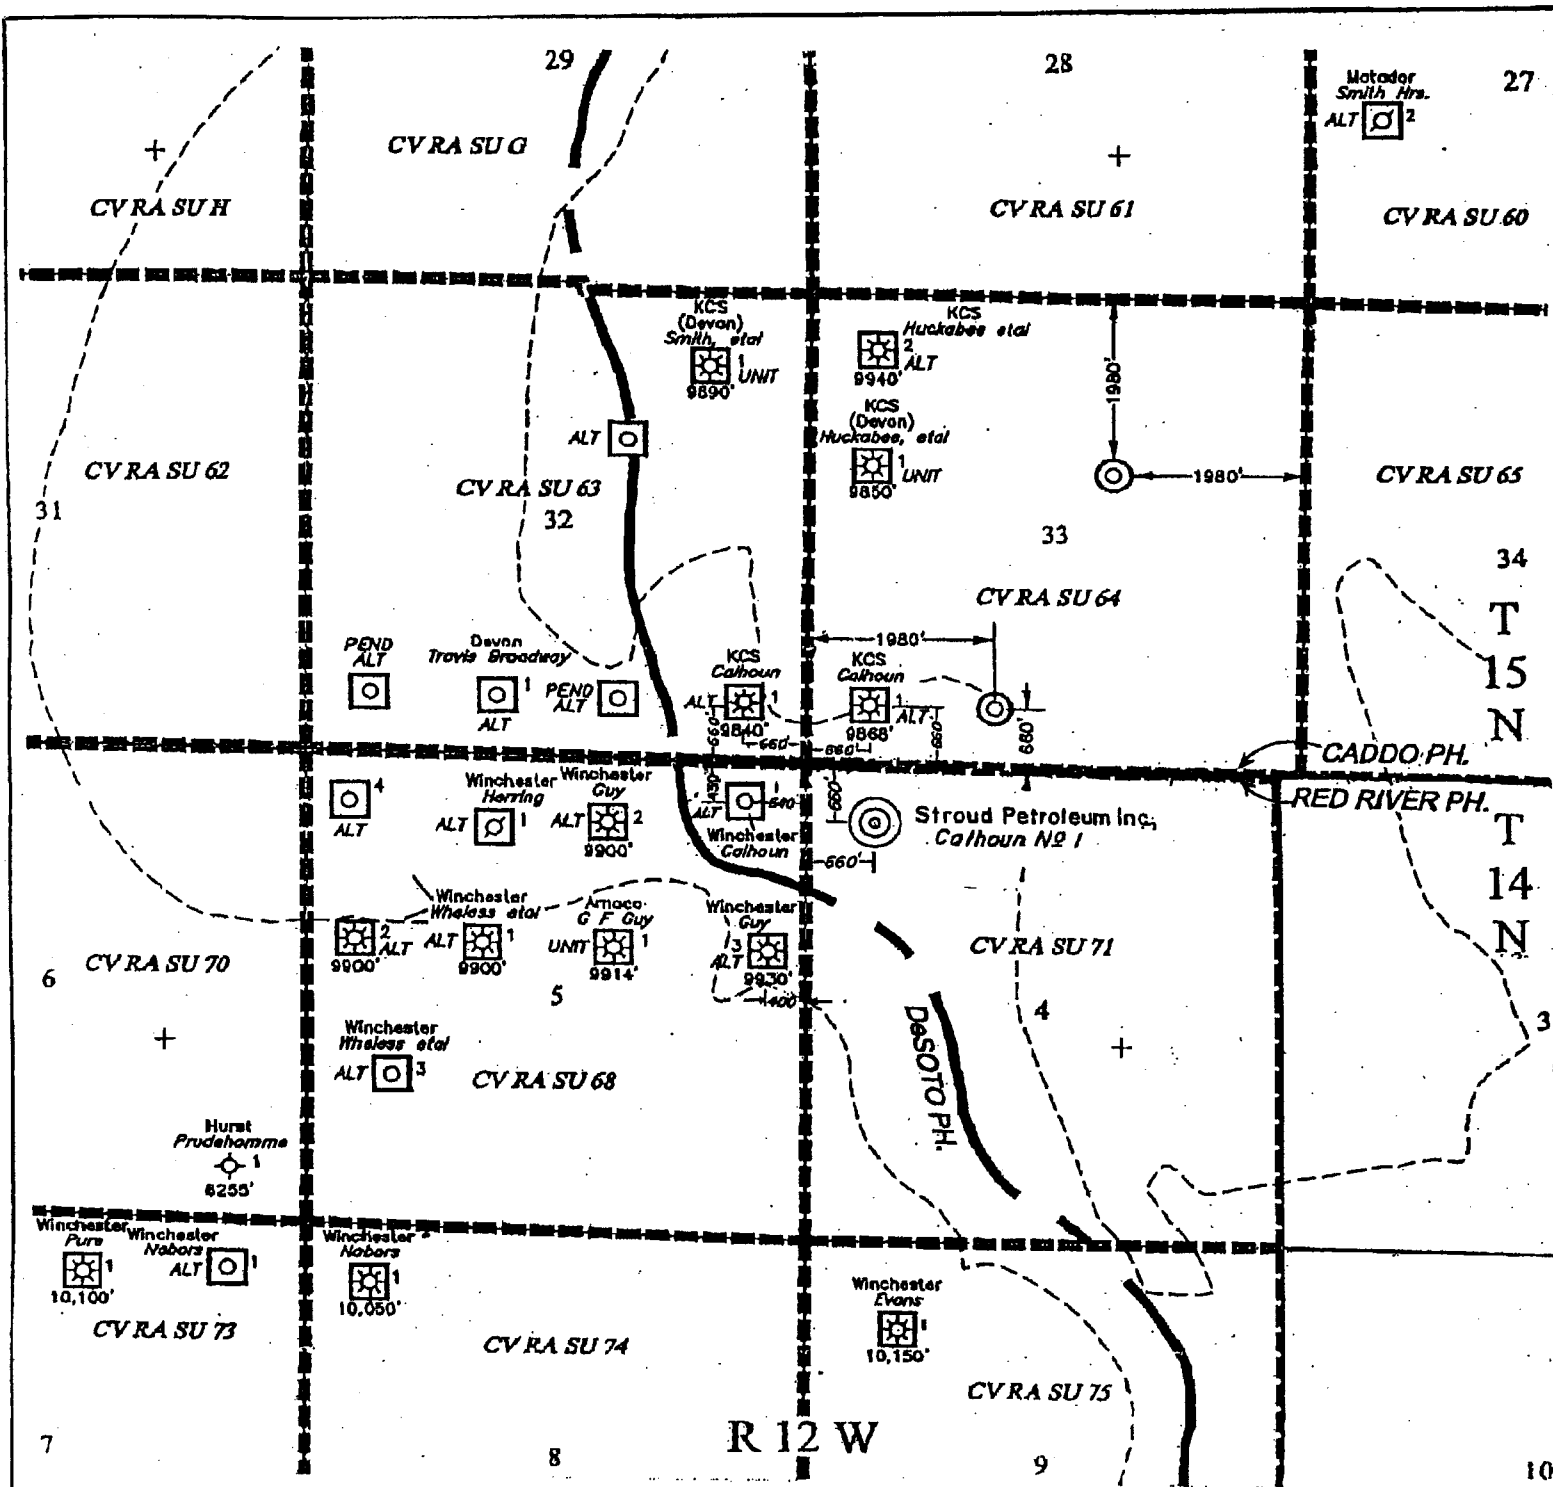 29
28
27
Matador
Smith Hrs.
ALT 2
CV RA SU G
CV RA SU H
CV RA SU 61
CV RA SU 60
KCS
(Devon)
Smith, etal
1
UNIT
9890'
KCS
Huckabee etal
2
ALT
9940'
1980'
KCS
(Devon)
Huckabee, etal
1
UNIT
9850'
1980'
ALT
CV RA SU 62
CV RA SU 63
CV RA SU 65
31
32
33
34
CV RA SU 64
T
15
N
PEND
ALT
Devon
Travis Broadway
1
ALT
PEND
ALT
KCS
Calhoun
ALT 1
9840'
660'
660'
1980'
KCS
Calhoun
1
ALT
9868'
660'
660'
660'
CADDO PH.
RED RIVER PH.
T
14
N
4
ALT
Winchester
Herring
ALT 1
Winchester
Guy
ALT 2
9900'
430'
ALT
1
Winchester
Calhoun
660'
660'
Stroud Petroleum Inc,
Calhoun Nº 1
2
ALT
9900'
Winchester
Whaless etal
ALT 1
9900'
Amoco
G F Guy
UNIT 1
9914'
Winchester
Guy
3
ALT
9930'
400'
CV RA SU 70
CV RA SU 71
6
5
4
3
DeSOTO PH.
Winchester
Whaless etal
ALT 3
CV RA SU 68
Hurst
Prudehomme
1
6255'
Winchester
Pure
1
10,100'
Winchester
Nabors
ALT 1
Winchester
Nabors
1
10,050'
Winchester
Evans
1
10,150'
CV RA SU 73
CV RA SU 74
CV RA SU 75
R 12 W
7
8
9
10